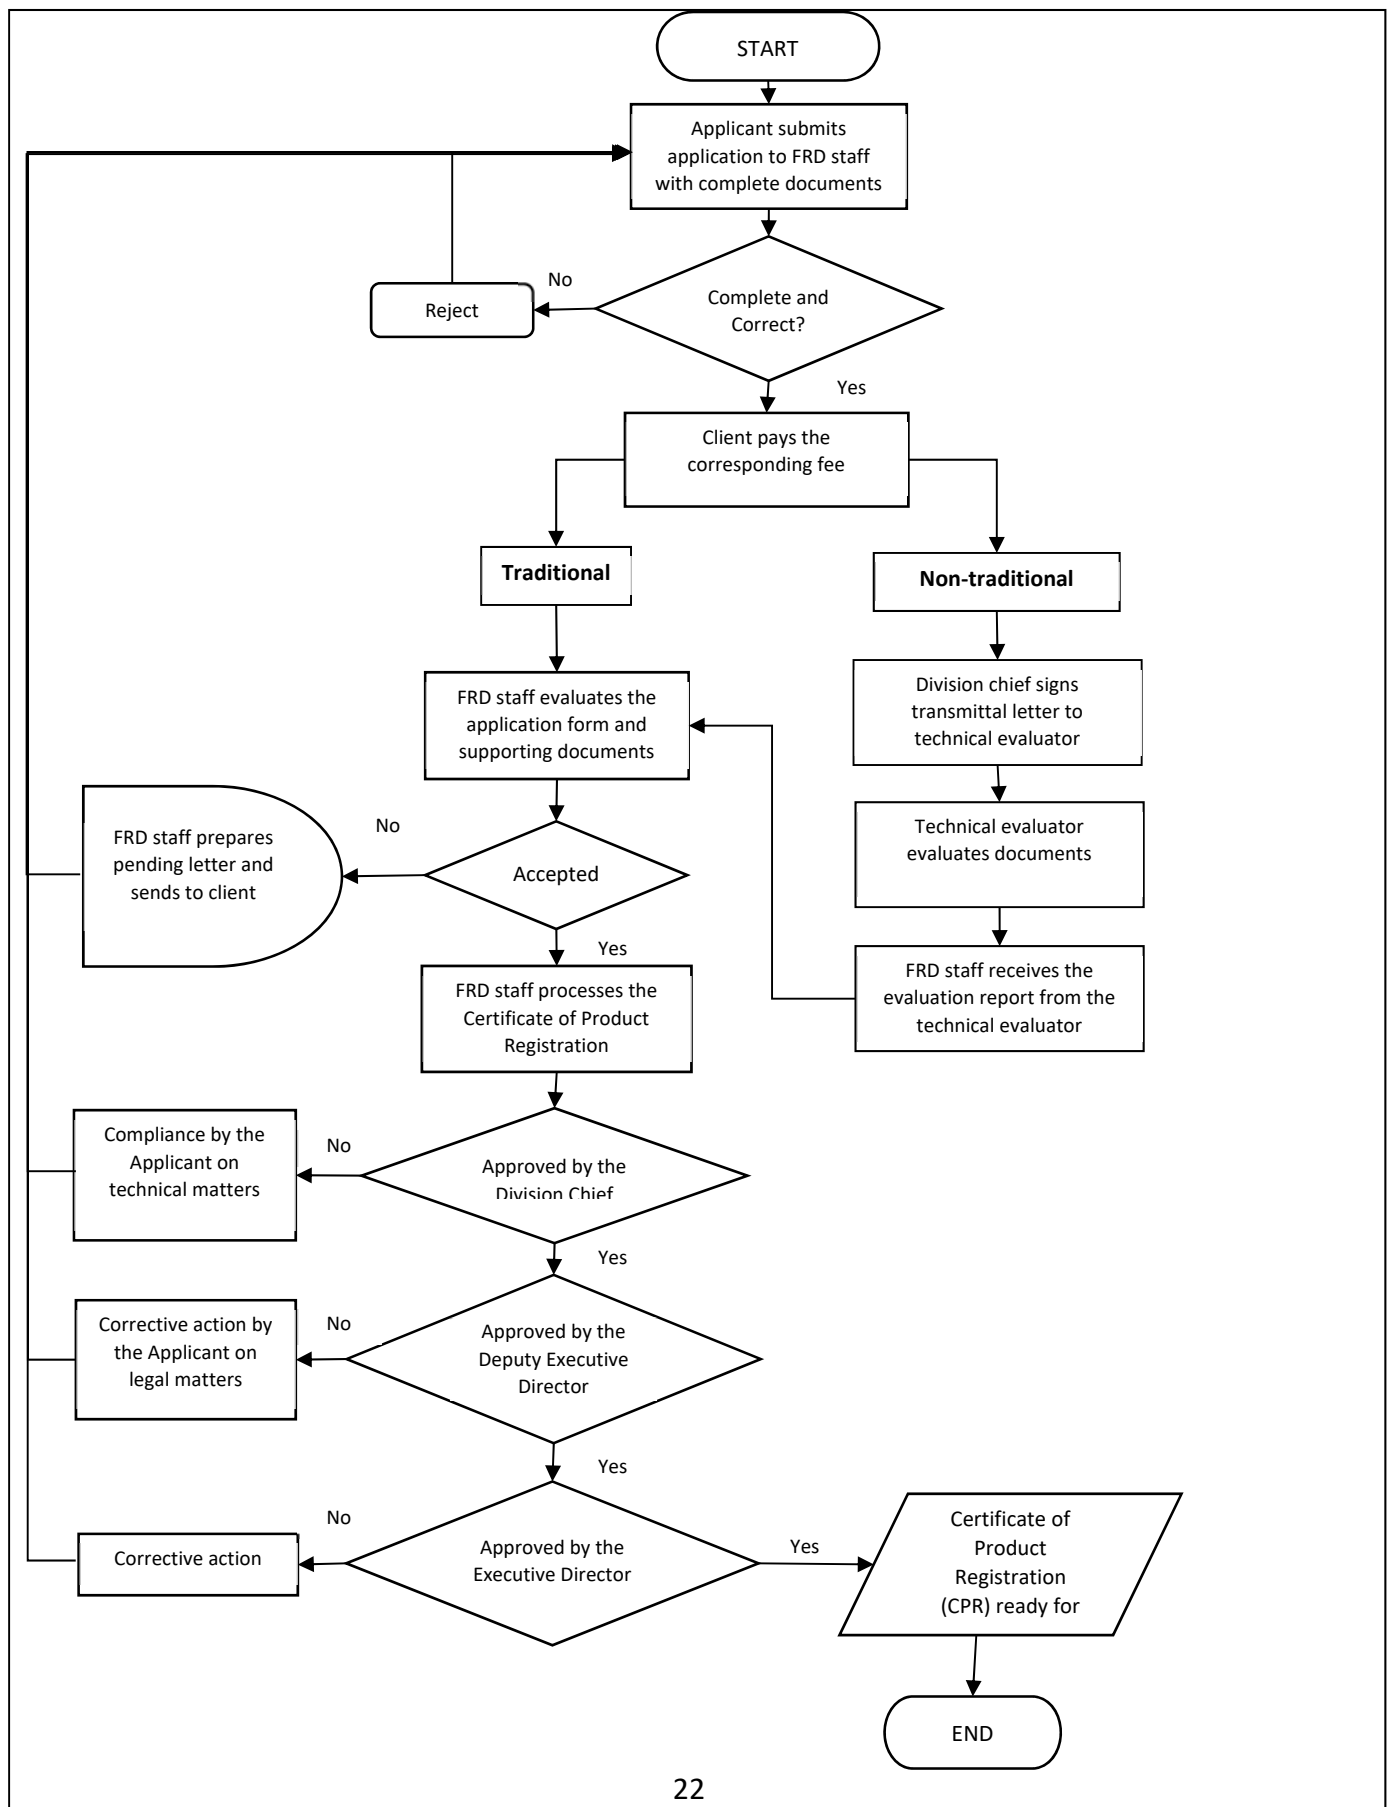 START
Applicant submits
application to FRD staff
with complete documents
No
Reject
Complete and
Correct?
Yes
Client pays the
corresponding fee
Traditional
Non-traditional
FRD staff evaluates the
application form and
supporting documents
Division chief signs
transmittal letter to
technical evaluator
No
FRD staff prepares
pending letter and
sends to client
Accepted
Technical evaluator
evaluates documents
Yes
FRD staff processes the
Certificate of Product
Registration
FRD staff receives the
evaluation report from the
technical evaluator
Compliance by the
Applicant on
technical matters
No
Approved by the
Division Chief
Yes
Corrective action by
the Applicant on
legal matters
No
Approved by the
Deputy Executive
Director
Yes
No
Corrective action
Approved by the
Executive Director
Yes
Certificate of
Product
Registration
(CPR) ready for
END
22